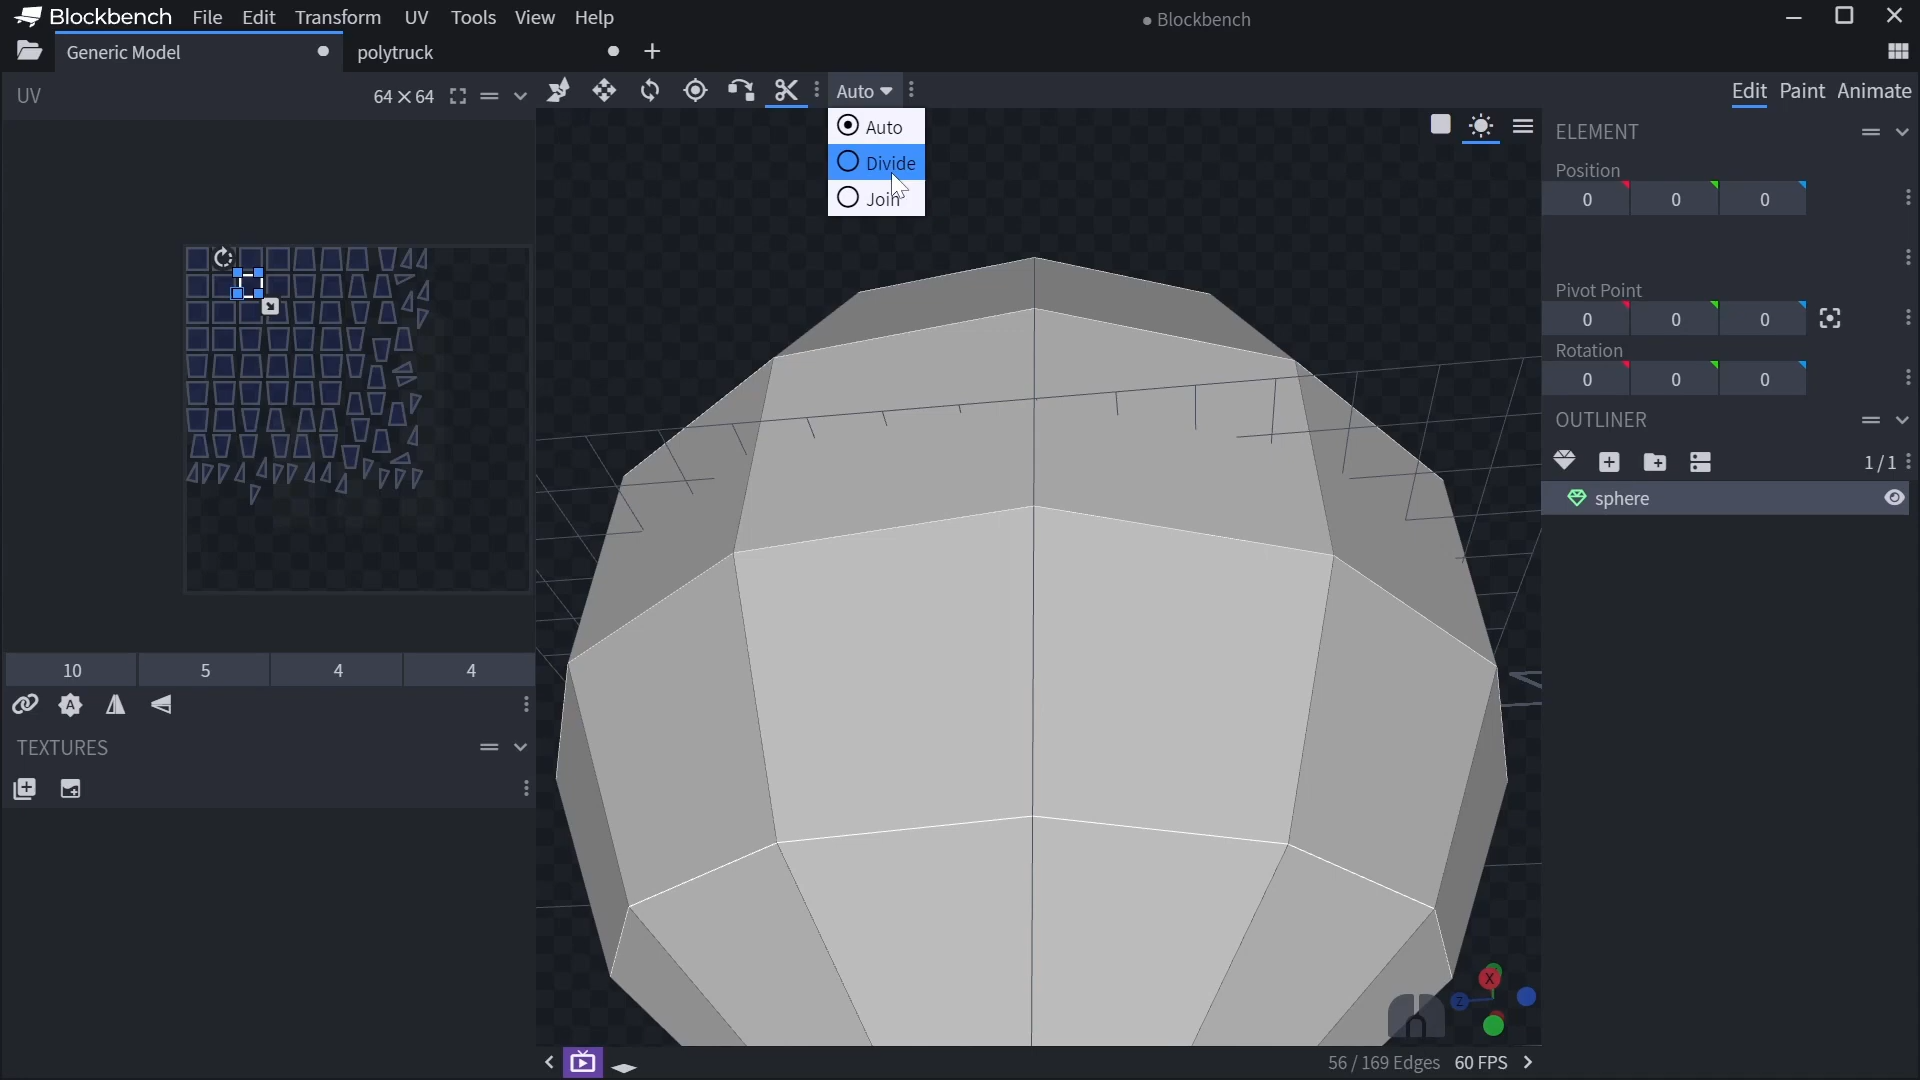 Blockbench File Edit Transform UV Tools View Help
● Blockbench
Generic Model
polytruck
UV
64×64
Auto
Edit Paint Animate
Auto
Divide
Join
ELEMENT
Position
0 0 0
Pivot Point
0 0 0
Rotation
0 0 0
OUTLINER
1/1
sphere
10 5 4 4
A
TEXTURES
X
Z
56/169 Edges 60 FPS